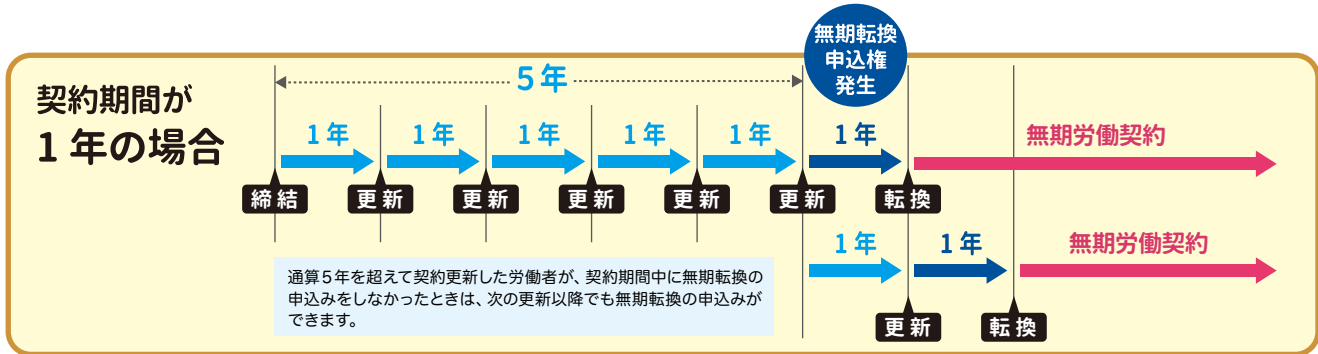 無期転換
申込権
発生
契約期間が
1年の場合
5年
1年 1年 1年 1年 1年 1年 無期労働契約
締結 更新 更新 更新 更新 更新 転換
1年 1年 無期労働契約
通算5年を超えて契約更新した労働者が、契約期間中に無期転換の
申込みをしなかったときは、次の更新以降でも無期転換の申込みが
できます。
更新 転換